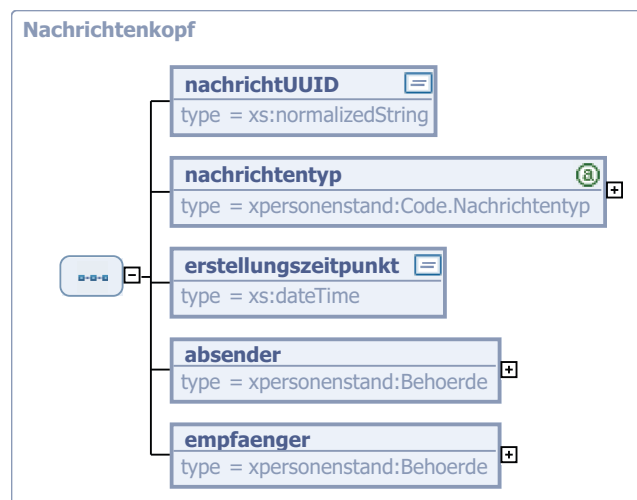 Nachrichtenkopf
nachrichtUUID
type = xs:normalizedString
nachrichtentyp
type = xpersonenstand:Code.Nachrichtentyp
erstellungszeitpunkt
type = xs:dateTime
absender
type = xpersonenstand:Behoerde
empfaenger
type = xpersonenstand:Behoerde